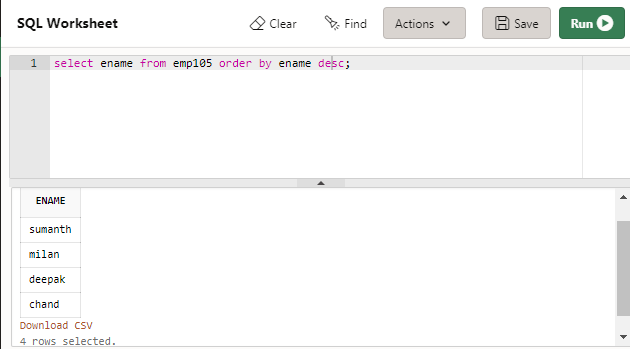 SQL Worksheet Clear Find Actions Save Run
1 select ename from emp105 order by ename desc;
ENAME
sumanth
milan
deepak
chand
Download CSV
4 rows selected.